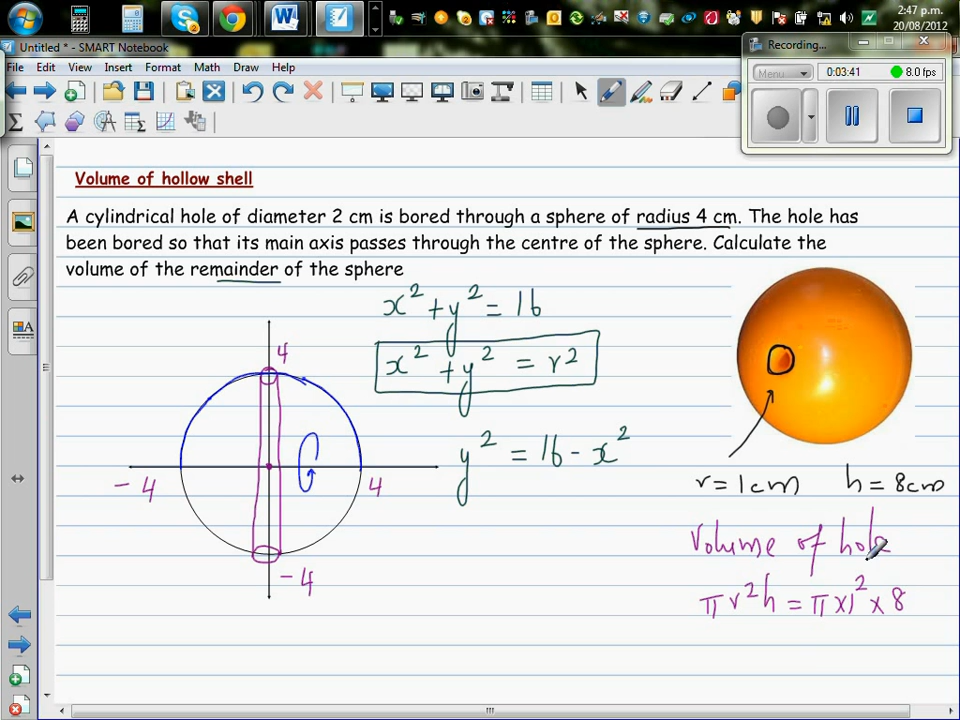 2:47 p.m.
20/08/2012
Untitled * - SMART Notebook
File Edit View Insert Format Math Draw Help
Recording...
Menu
0:03:41
8.0 fps
Volume of hollow shell
A cylindrical hole of diameter 2 cm is bored through a sphere of radius 4 cm. The hole has
been bored so that its main axis passes through the centre of the sphere. Calculate the
volume of the remainder of the sphere
x² + y² = 16
x² + y² = r²
y² = 16 - x²
4
-4
4
-4
r = 1cm h = 8cm
Volume of hole
πr²h = π×1²×8